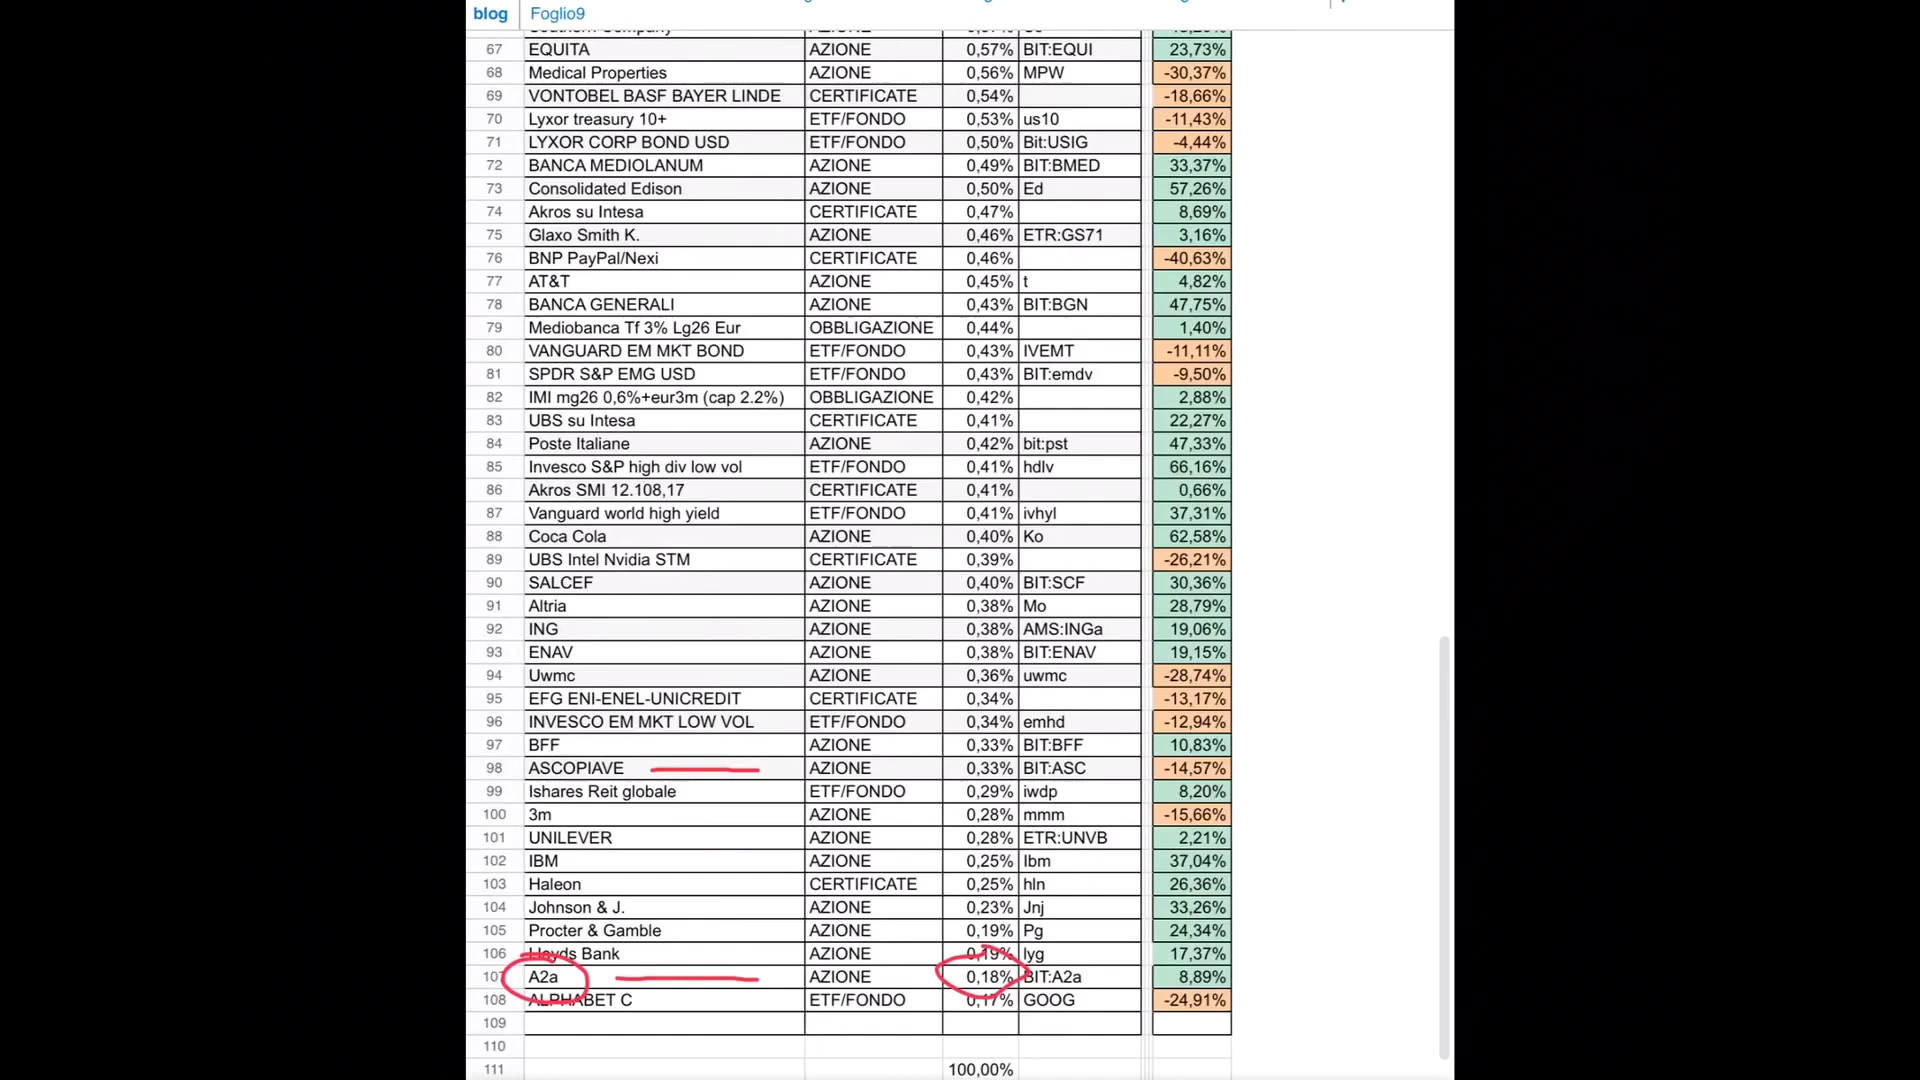 blog Foglio9
67 EQUITA AZIONE 0,57% BIT:EQUI 23,73%
68 Medical Properties AZIONE 0,56% MPW -30,37%
69 VONTOBEL BASF BAYER LINDE CERTIFICATE 0,54% -18,66%
70 Lyxor treasury 10+ ETF/FONDO 0,53% us10 -11,43%
71 LYXOR CORP BOND USD ETF/FONDO 0,50% Bit:USIG -4,44%
72 BANCA MEDIOLANUM AZIONE 0,49% BIT:BMED 33,37%
73 Consolidated Edison AZIONE 0,50% Ed 57,26%
74 Akros su Intesa CERTIFICATE 0,47% 8,69%
75 Glaxo Smith K. AZIONE 0,46% ETR:GS71 3,16%
76 BNP PayPal/Nexi CERTIFICATE 0,46% -40,63%
77 AT&T AZIONE 0,45% t 4,82%
78 BANCA GENERALI AZIONE 0,43% BIT:BGN 47,75%
79 Mediobanca Tf 3% Lg26 Eur OBBLIGAZIONE 0,44% 1,40%
80 VANGUARD EM MKT BOND ETF/FONDO 0,43% IVEMT -11,11%
81 SPDR S&P EMG USD ETF/FONDO 0,43% BIT:emdv -9,50%
82 IMI mg26 0,6%+eur3m (cap 2.2%) OBBLIGAZIONE 0,42% 2,88%
83 UBS su Intesa CERTIFICATE 0,41% 22,27%
84 Poste Italiane AZIONE 0,42% bit:pst 47,33%
85 Invesco S&P high div low vol ETF/FONDO 0,41% hdlv 66,16%
86 Akros SMI 12.108,17 CERTIFICATE 0,41% 0,66%
87 Vanguard world high yield ETF/FONDO 0,41% ivhyl 37,31%
88 Coca Cola AZIONE 0,40% Ko 62,58%
89 UBS Intel Nvidia STM CERTIFICATE 0,39% -26,21%
90 SALCEF AZIONE 0,40% BIT:SCF 30,36%
91 Altria AZIONE 0,38% Mo 28,79%
92 ING AZIONE 0,38% AMS:INGa 19,06%
93 ENAV AZIONE 0,38% BIT:ENAV 19,15%
94 Uwmc AZIONE 0,36% uwmc -28,74%
95 EFG ENI-ENEL-UNICREDIT CERTIFICATE 0,34% -13,17%
96 INVESCO EM MKT LOW VOL ETF/FONDO 0,34% emhd -12,94%
97 BFF AZIONE 0,33% BIT:BFF 10,83%
98 ASCOPIAVE AZIONE 0,33% BIT:ASC -14,57%
99 Ishares Reit globale ETF/FONDO 0,29% iwdp 8,20%
100 3m AZIONE 0,28% mmm -15,66%
101 UNILEVER AZIONE 0,28% ETR:UNVB 2,21%
102 IBM AZIONE 0,25% Ibm 37,04%
103 Haleon CERTIFICATE 0,25% hln 26,36%
104 Johnson & J. AZIONE 0,23% Jnj 33,26%
105 Procter & Gamble AZIONE 0,19% Pg 24,34%
106 Lloyds Bank AZIONE 0,19% lyg 17,37%
107 A2a AZIONE 0,18% BIT:A2a 8,89%
108 ALPHABET C ETF/FONDO 0,17% GOOG -24,91%
109
110
111 100,00%